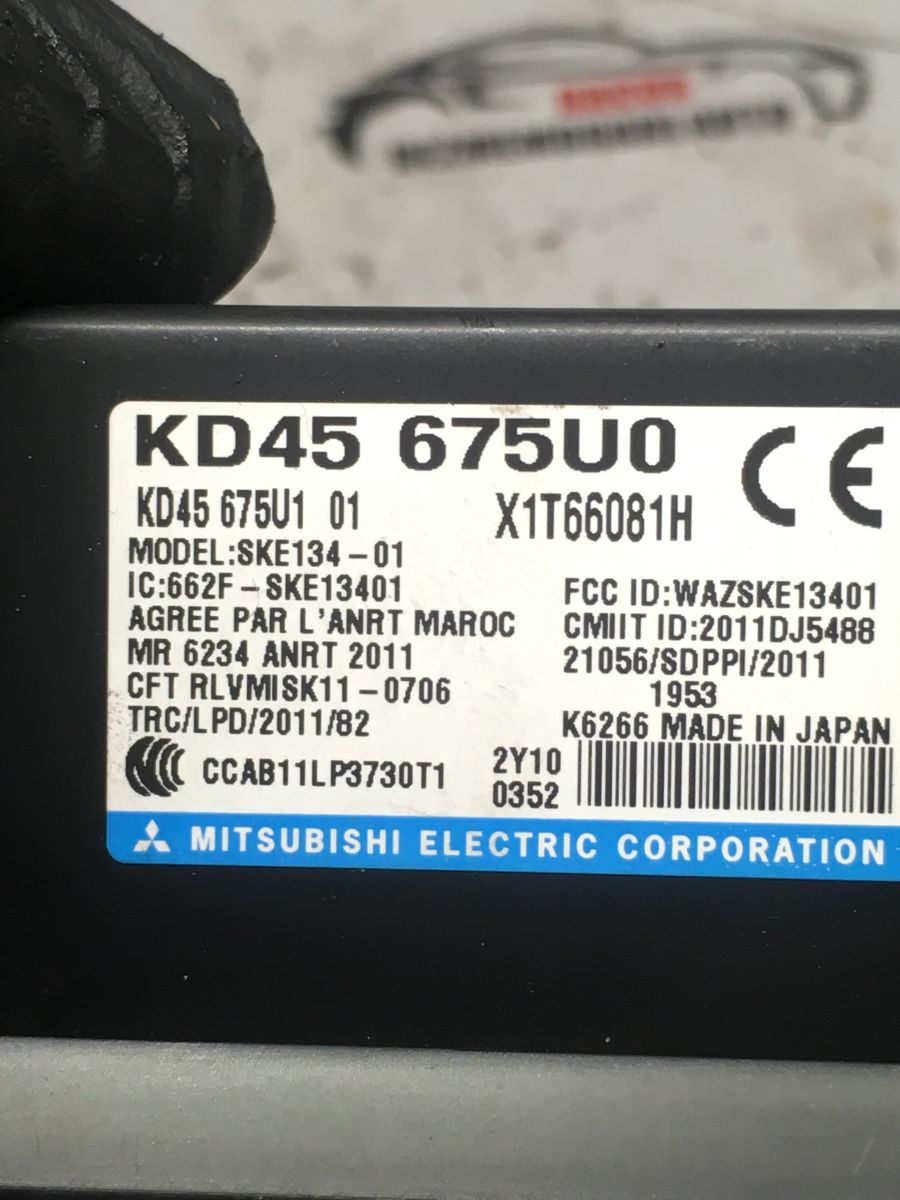 KD45 675U0
CE
KD45 675U1 01
X1T66081H
MODEL:SKE134-01
IC:662F-SKE13401
FCC ID:WAZSKE13401
AGREE PAR L'ANRT MAROC
CMIIT ID:2011DJ5488
MR 6234 ANRT 2011
21056/SDPPI/2011
CFT RLVMISK11-0706
1953
TRC/LPD/2011/82
K6266 MADE IN JAPAN
CCAB11LP3730T1
2Y10
0352
MITSUBISHI ELECTRIC CORPORATION